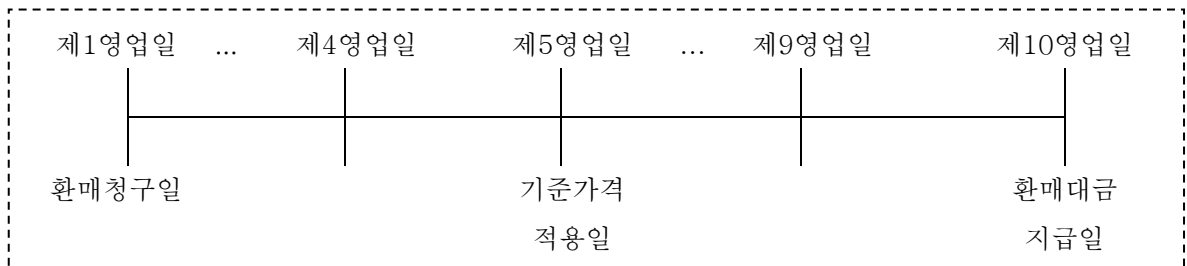 제1영업일 ... 제4영업일 제5영업일 ... 제9영업일 제10영업일
환매청구일 기준가격 환매대금
적용일 지급일